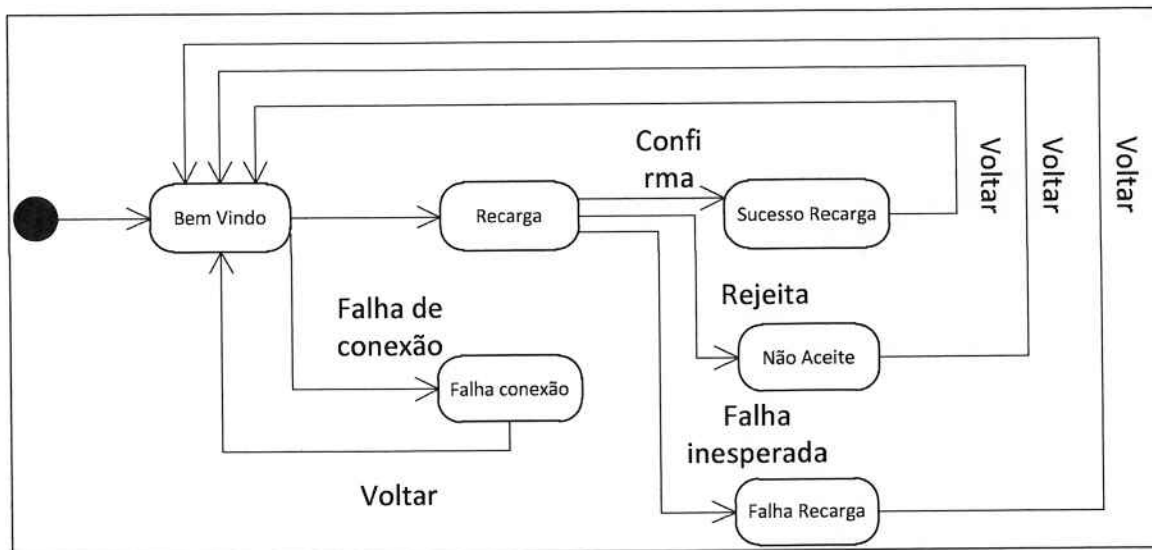 Confi
rma
Voltar
Voltar
Voltar
Bem Vindo
Recarga
Sucesso Recarga
Falha de
conexão
Rejeita
Não Aceite
Falha conexão
Falha
inesperada
Voltar
Falha Recarga